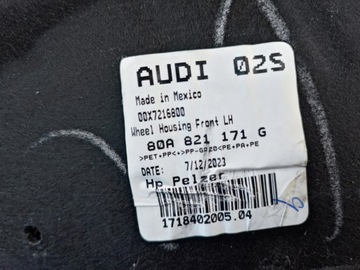 AUDI 02S
Made in Mexico
00X7216800
Wheel Housing Front LH
80A 821 171 G
>PET+PP<+>PP-GD20<PE+PA+PE
DATE: 7/12/2023
Hp Pelzer
1718402005.04